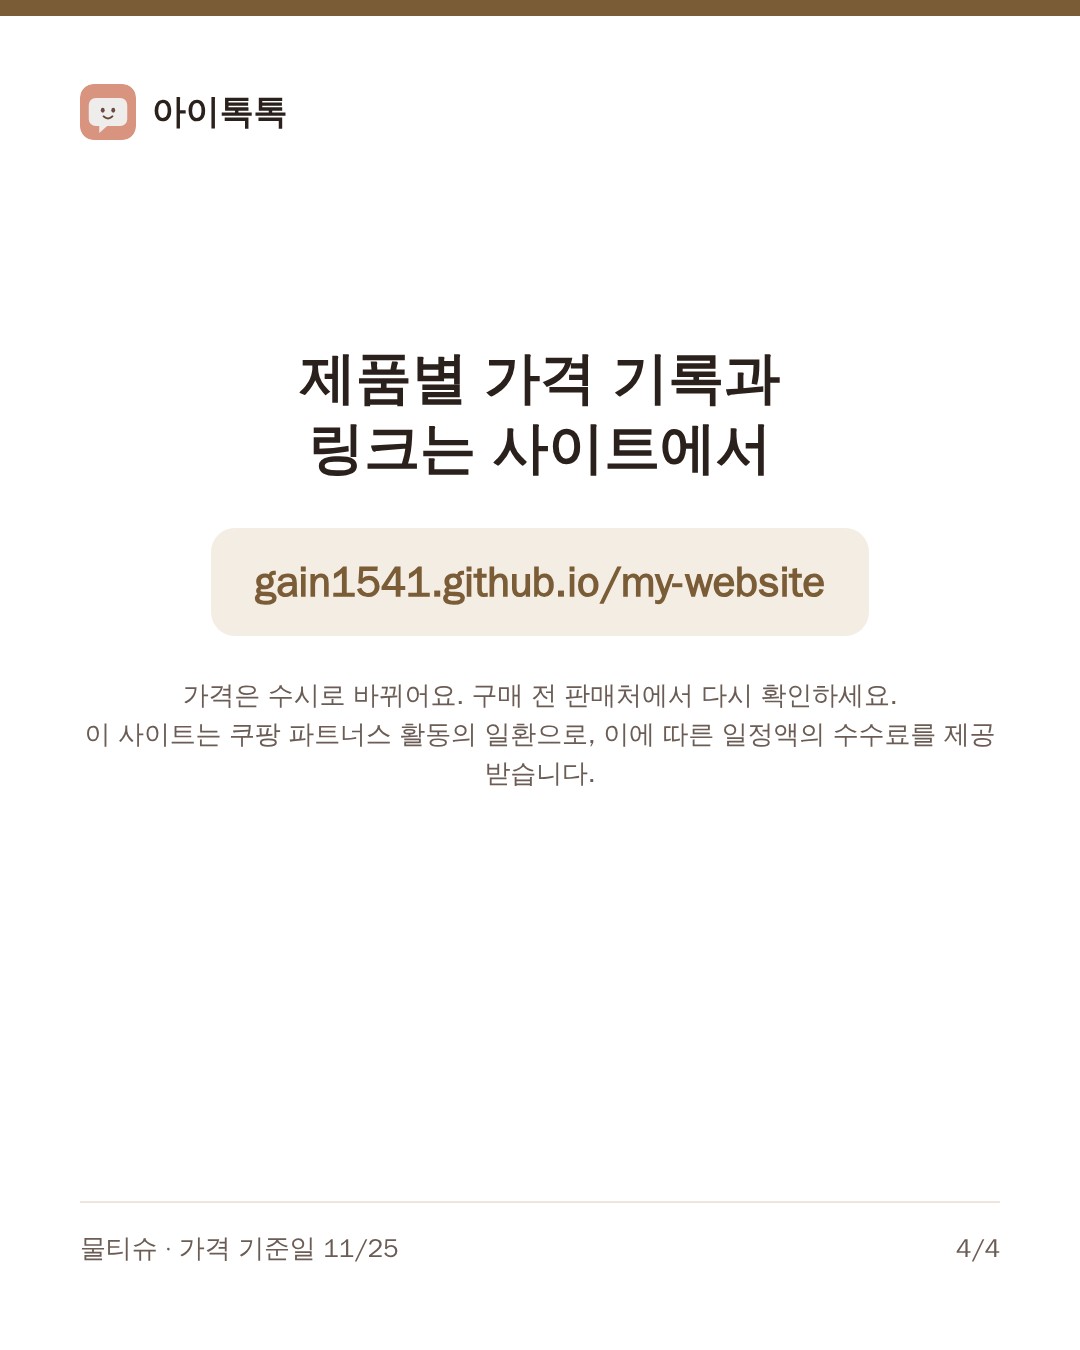 아이톡톡
제품별 가격 기록과
링크는 사이트에서
gain1541.github.io/my-website
가격은 수시로 바뀌어요. 구매 전 판매처에서 다시 확인하세요.
이 사이트는 쿠팡 파트너스 활동의 일환으로, 이에 따른 일정액의 수수료를 제공
받습니다.
물티슈 · 가격 기준일 11/25
4/4